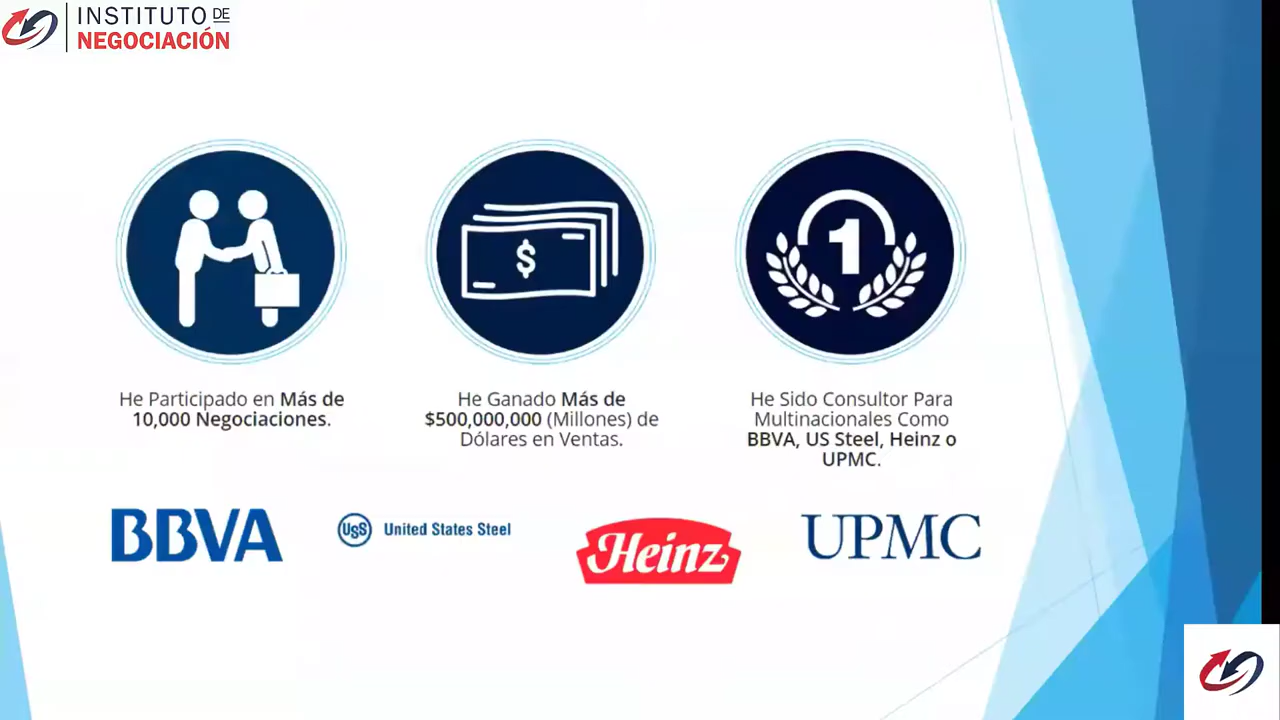 INSTITUTO DE
NEGOCIACIÓN
$
1
He Participado en Más de
10,000 Negociaciones.
He Ganado Más de
$500,000,000 (Millones) de
Dólares en Ventas.
He Sido Consultor Para
Multinacionales Como
BBVA, US Steel, Heinz o
UPMC.
BBVA
USS United States Steel
Heinz
UPMC